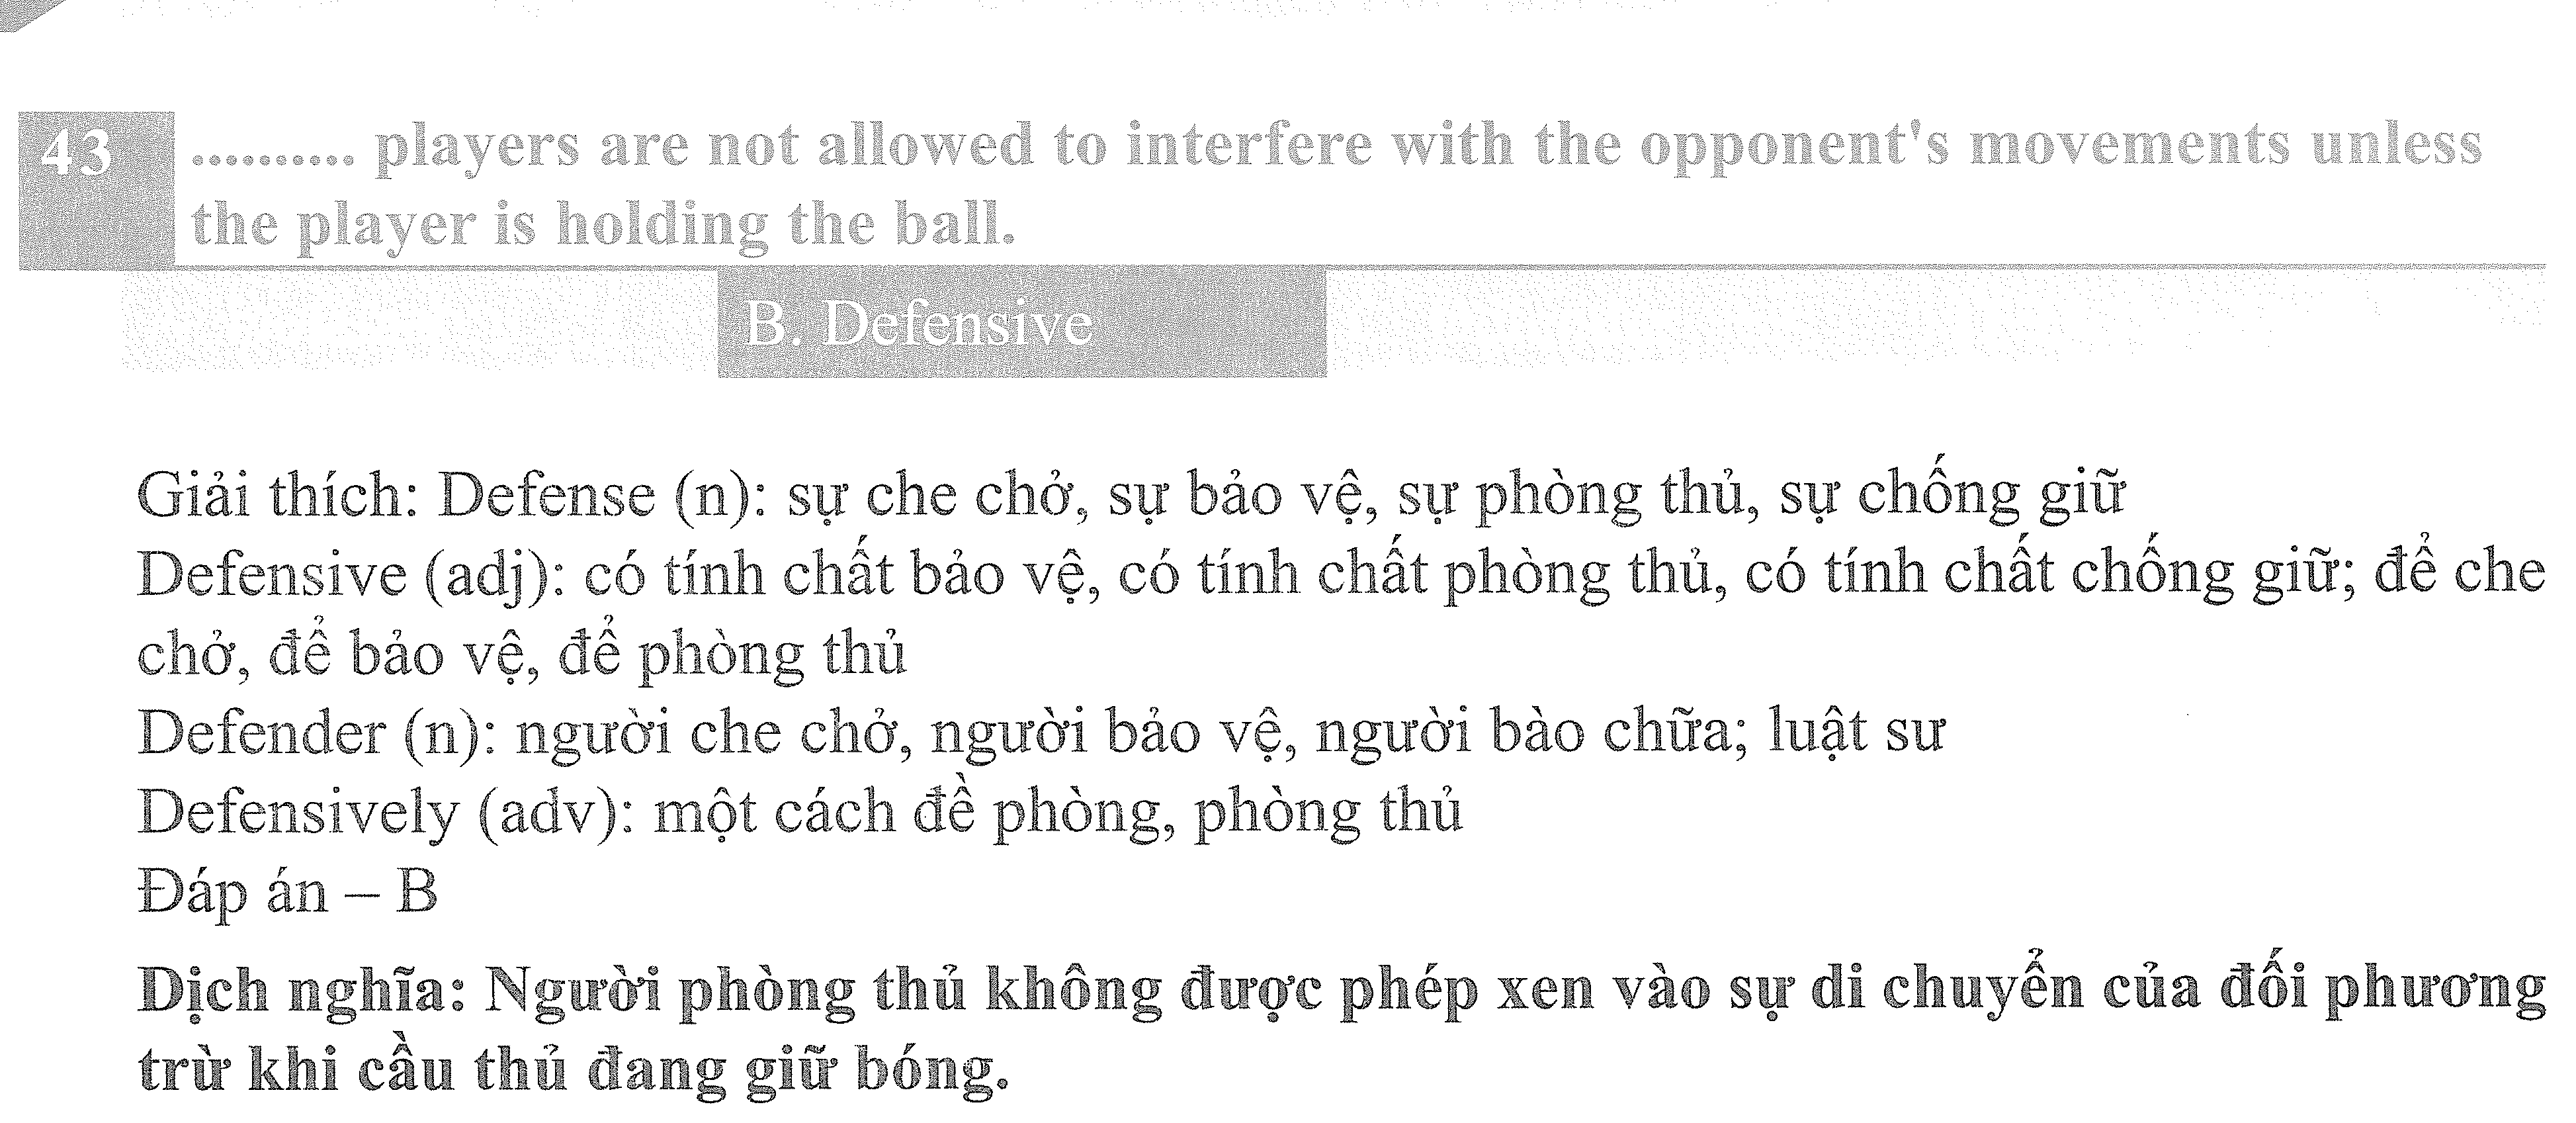 43
.......... players are not allowed to interfere with the opponent's movements unless
the player is holding the ball.
B. Defensive
Giải thích: Defense (n): sự che chở, sự bảo vệ, sự phòng thủ, sự chống giữ
Defensive (adj): có tính chất bảo vệ, có tính chất phòng thủ, có tính chất chống giữ; để che
chở, để bảo vệ, để phòng thủ
Defender (n): người che chở, người bảo vệ, người bào chữa; luật sư
Defensively (adv): một cách đề phòng, phòng thủ
Đáp án – B
Dịch nghĩa: Người phòng thủ không được phép xen vào sự di chuyển của đối phương
trừ khi cầu thủ đang giữ bóng.